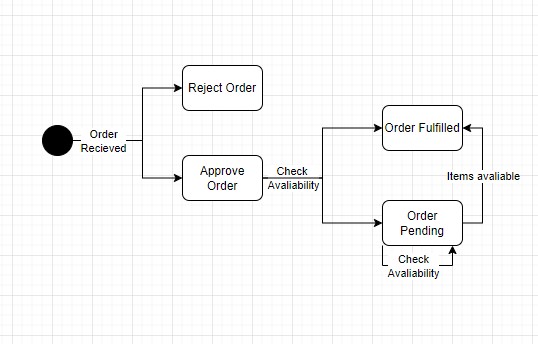 Order
Recieved
Reject Order
Approve
Order
Check
Avaliability
Order Fulfilled
Items avaliable
Order
Pending
Check
Avaliability